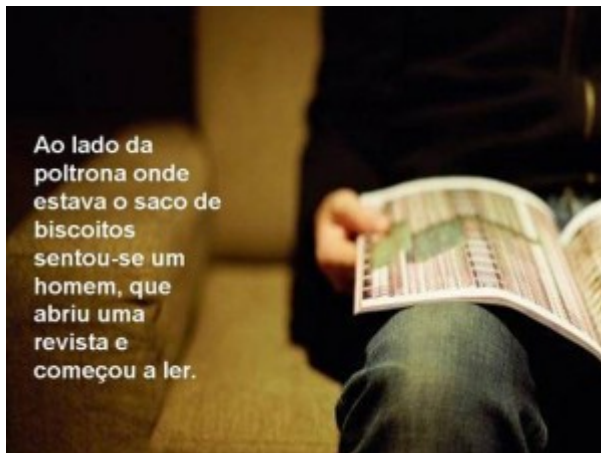 Ao lado da
poltrona onde
estava o saco de
biscoitos
sentou-se um
homem, que
abriu uma
revista e
começou a ler.